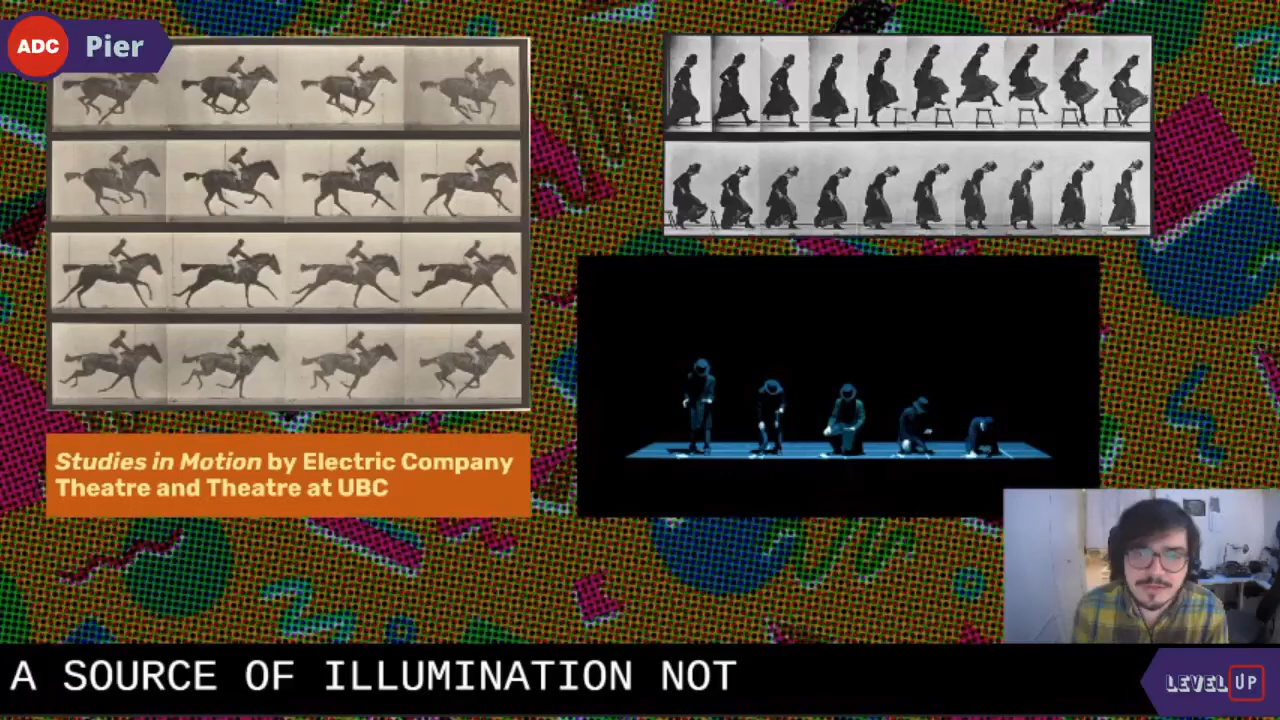 ADC Pier
Studies in Motion by Electric Company
Theatre and Theatre at UBC
A SOURCE OF ILLUMINATION NOT
LEVEL UP